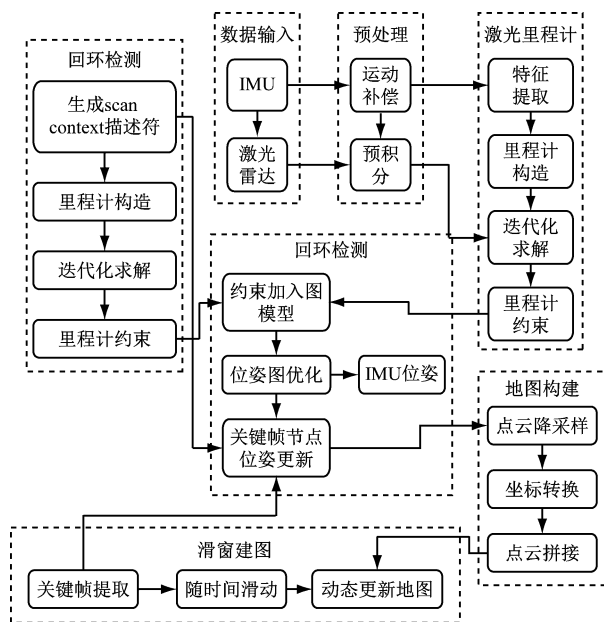 回环检测
生成scan
context描述符
里程计构造
迭代化求解
里程计约束
数据输入
IMU
激光
雷达
预处理
运动
补偿
预积
分
激光里程计
特征
提取
里程计
构造
迭代化
求解
里程计
约束
回环检测
约束加入图
模型
位姿图优化
IMU位姿
关键帧节点
位姿更新
地图构建
点云降采样
坐标转换
点云拼接
滑窗建图
关键帧提取
随时间滑动
动态更新地图